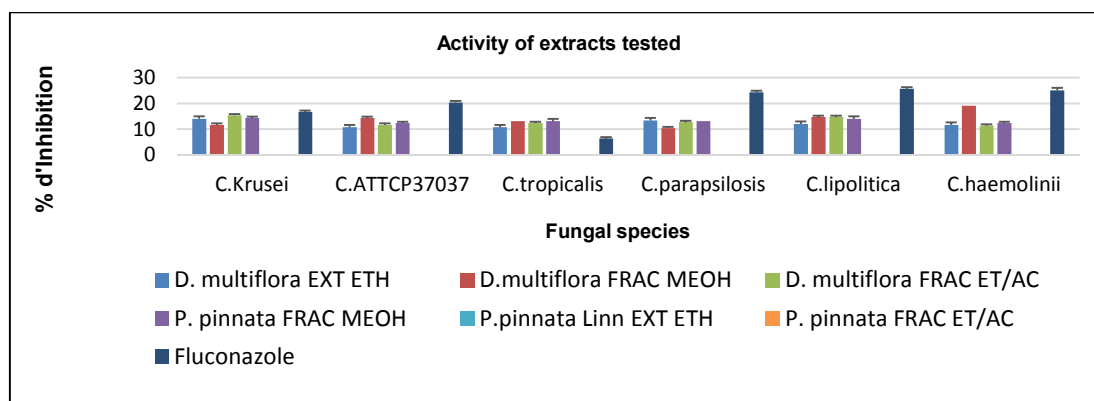 Activity of extracts tested
% d'Inhibition
30
20
10
0
C.Krusei C.ATTCP37037 C.tropicalis C.parapsilosis C.lipolitica C.haemolinii
Fungal species
D. multiflora EXT ETH D.multiflora FRAC MEOH D. multiflora FRAC ET/AC
P. pinnata FRAC MEOH P.pinnata Linn EXT ETH P. pinnata FRAC ET/AC
Fluconazole